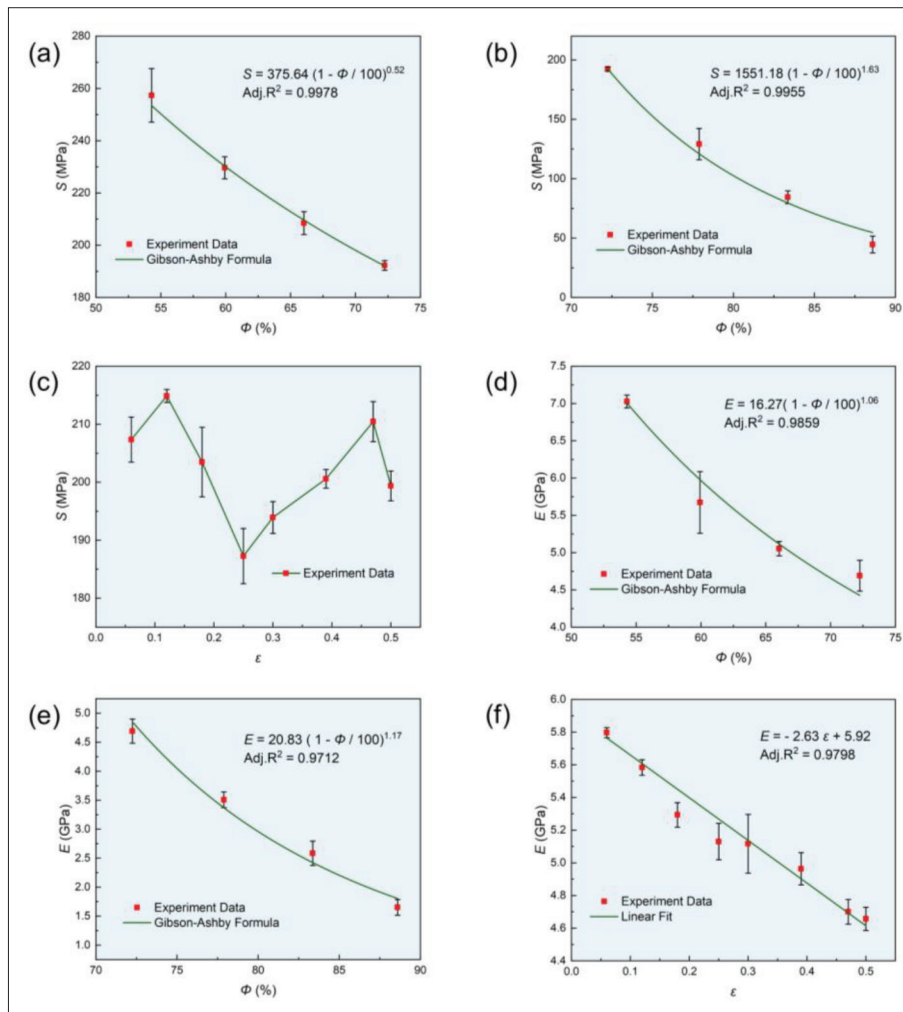 (a)
S = 375.64 (1 - Φ / 100)^0.52
Adj.R² = 0.9978
Experiment Data
Gibson-Ashby Formula
S (MPa)
280
260
240
220
200
180
50 55 60 65 70 75
Φ (%)
(b)
S = 1551.18 (1 - Φ / 100)^1.63
Adj.R² = 0.9955
Experiment Data
Gibson-Ashby Formula
S (MPa)
200
150
100
50
0
70 75 80 85 90
Φ (%)
(c)
Experiment Data
S (MPa)
220
210
200
190
180
0.0 0.1 0.2 0.3 0.4 0.5
ε
(d)
E = 16.27( 1 - Φ / 100)^1.06
Adj.R² = 0.9859
Experiment Data
Gibson-Ashby Formula
E (GPa)
7.5
7.0
6.5
6.0
5.5
5.0
4.5
4.0
50 55 60 65 70 75
Φ (%)
(e)
E = 20.83 ( 1 - Φ / 100)^1.17
Adj.R² = 0.9712
Experiment Data
Gibson-Ashby Formula
E (GPa)
5.0
4.5
4.0
3.5
3.0
2.5
2.0
1.5
1.0
70 75 80 85 90
Φ (%)
(f)
E = - 2.63 ε + 5.92
Adj.R² = 0.9798
Experiment Data
Linear Fit
E (GPa)
6.0
5.8
5.6
5.4
5.2
5.0
4.8
4.6
4.4
0.0 0.1 0.2 0.3 0.4 0.5
ε